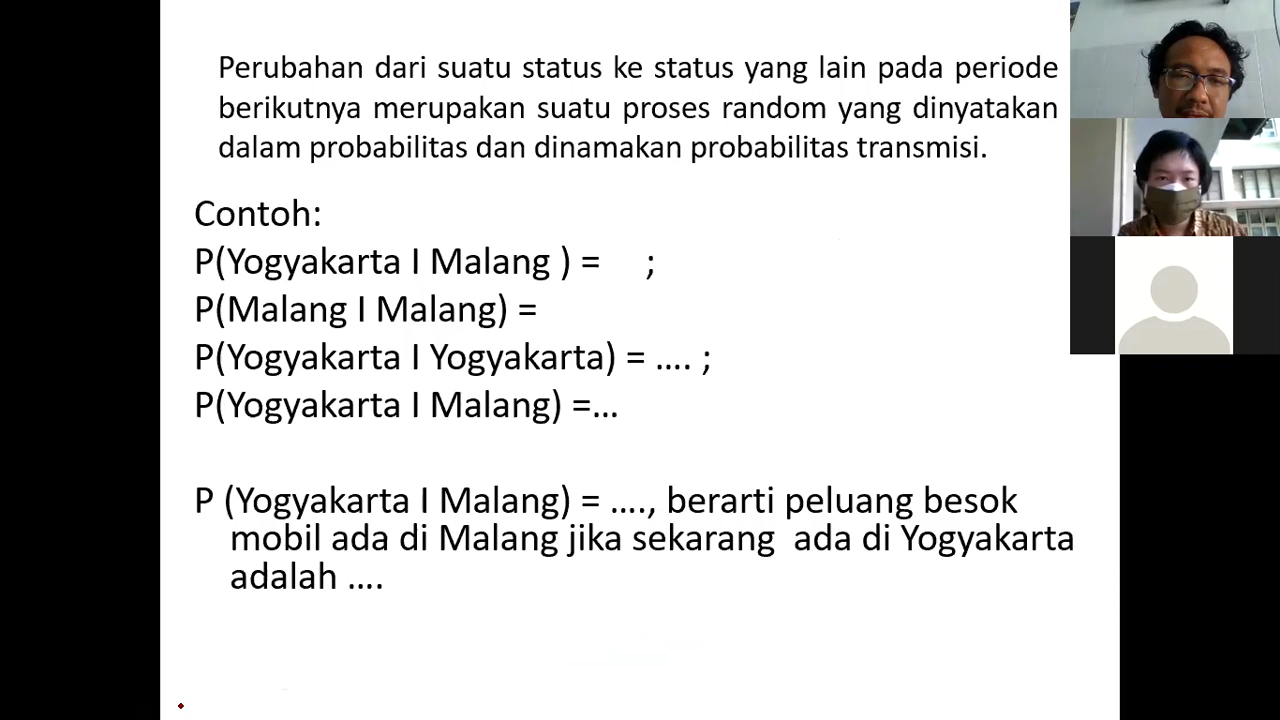 Perubahan dari suatu status ke status yang lain pada periode
berikutnya merupakan suatu proses random yang dinyatakan
dalam probabilitas dan dinamakan probabilitas transmisi.
Contoh:
P(Yogyakarta I Malang ) = ;
P(Malang I Malang) =
P(Yogyakarta I Yogyakarta) = .... ;
P(Yogyakarta I Malang) =...
P (Yogyakarta I Malang) = ...., berarti peluang besok
mobil ada di Malang jika sekarang ada di Yogyakarta
adalah ....